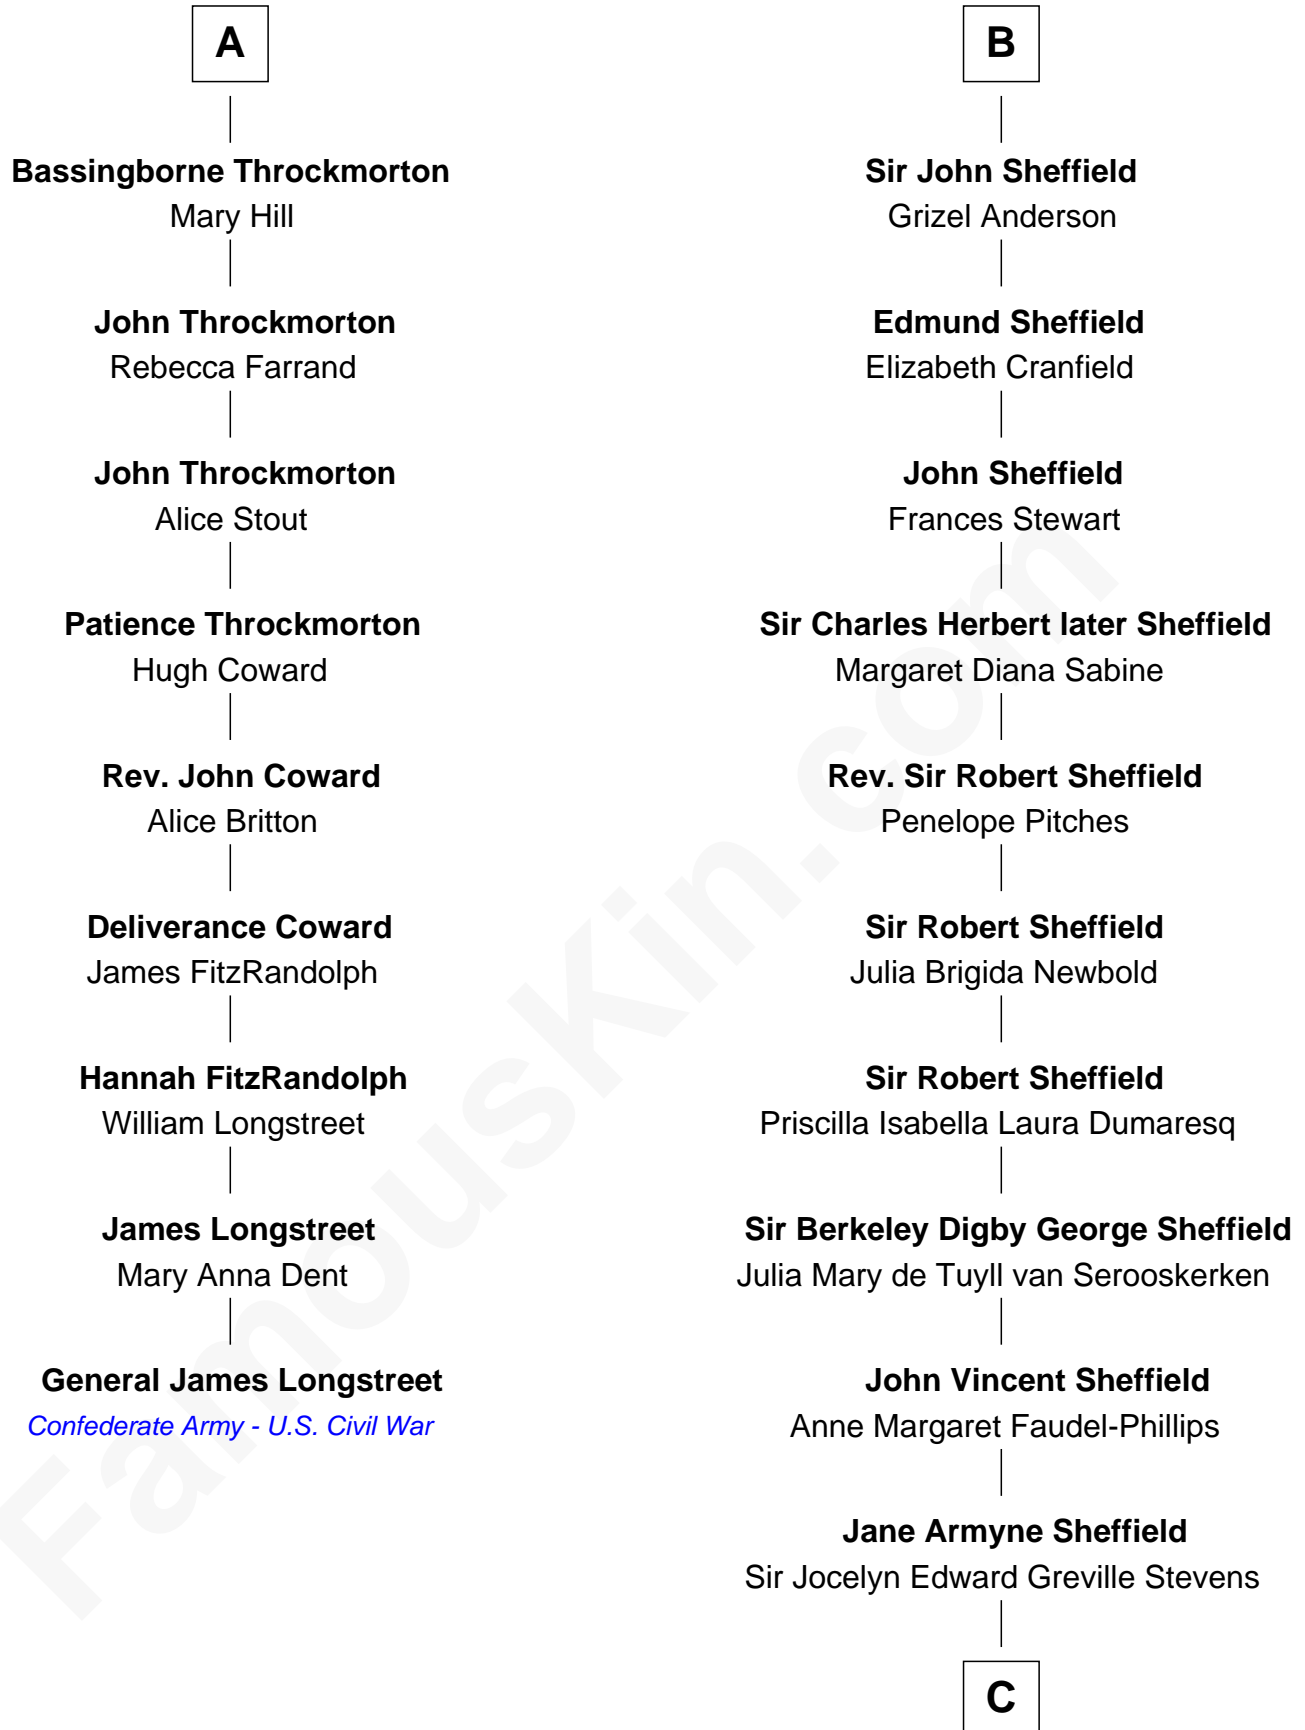 A
Bassingborne Throckmorton
Mary Hill
John Throckmorton
Rebecca Farrand
John Throckmorton
Alice Stout
Patience Throckmorton
Hugh Coward
Rev. John Coward
Alice Britton
Deliverance Coward
James FitzRandolph
Hannah FitzRandolph
William Longstreet
James Longstreet
Mary Anna Dent
General James Longstreet
Confederate Army - U.S. Civil War
B
Sir John Sheffield
Grizel Anderson
Edmund Sheffield
Elizabeth Cranfield
John Sheffield
Frances Stewart
Sir Charles Herbert later Sheffield
Margaret Diana Sabine
Rev. Sir Robert Sheffield
Penelope Pitches
Sir Robert Sheffield
Julia Brigida Newbold
Sir Robert Sheffield
Priscilla Isabella Laura Dumaresq
Sir Berkeley Digby George Sheffield
Julia Mary de Tuyll van Serooskerken
John Vincent Sheffield
Anne Margaret Faudel-Phillips
Jane Armyne Sheffield
Sir Jocelyn Edward Greville Stevens
C
FamousKin.com